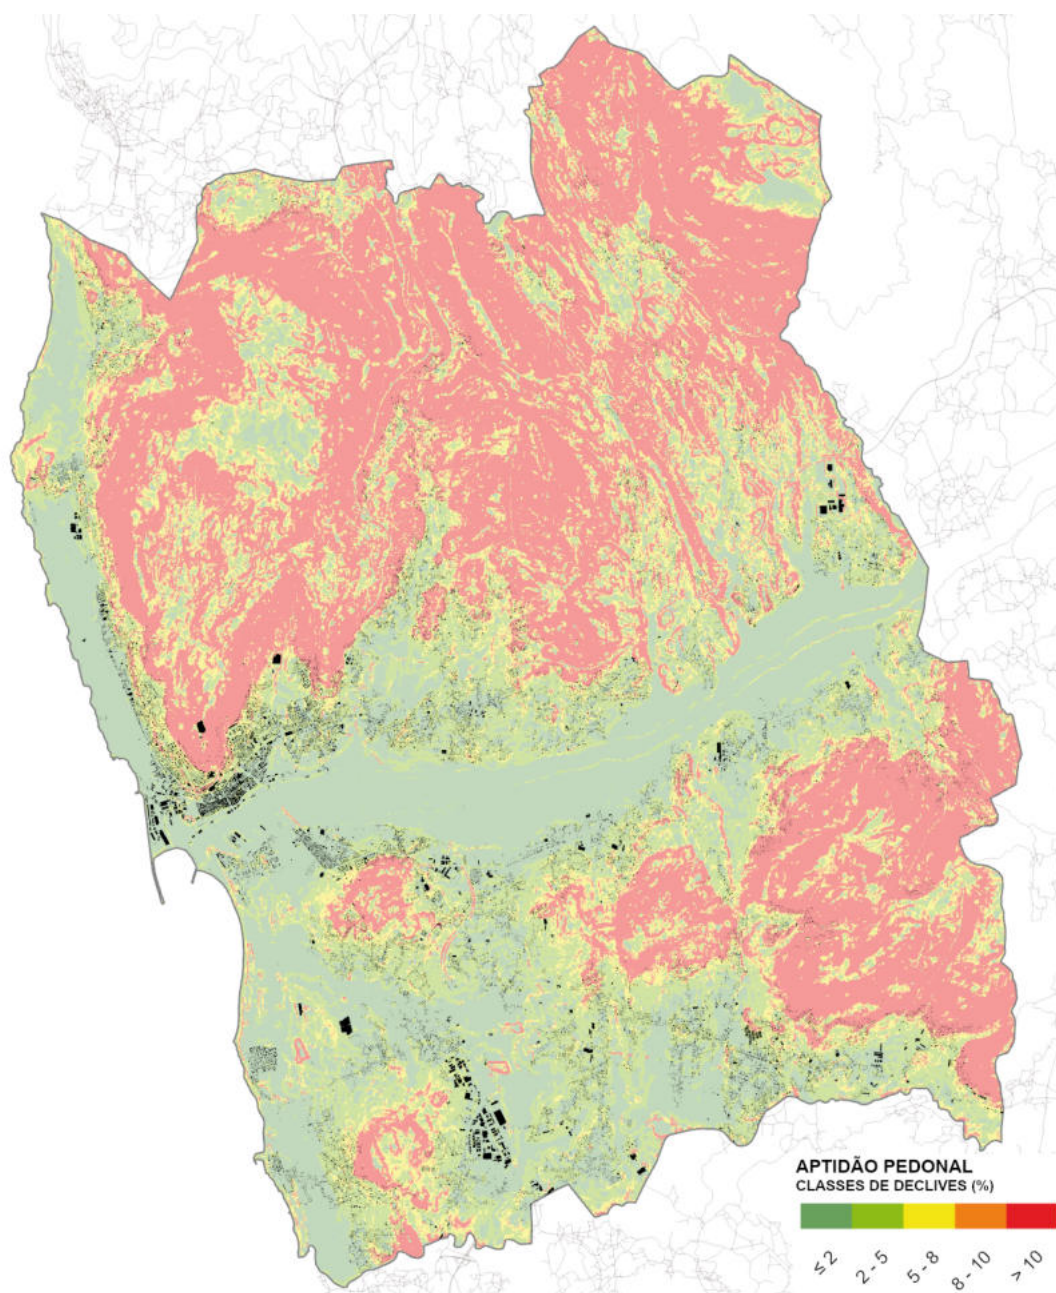 APTIDÃO PEDONAL
CLASSES DE DECLIVES (%)
≤ 2
2 - 5
5 - 8
8 - 10
> 10